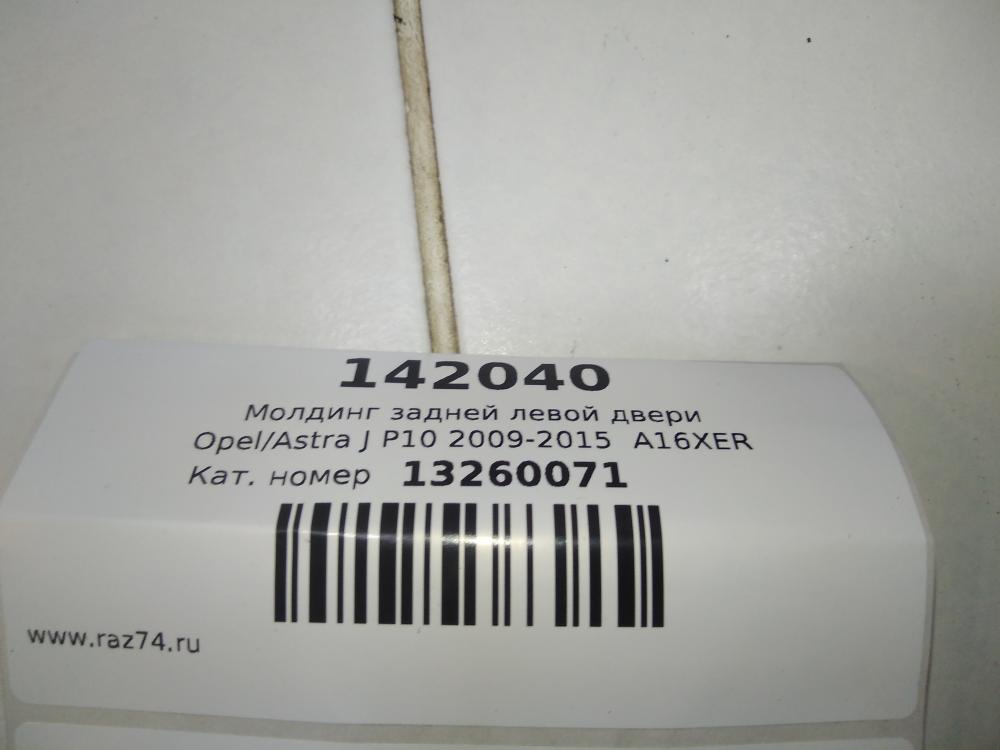 142040
Молдинг задней левой двери
Opel/Astra J P10 2009-2015 A16XER
Кат. номер 13260071
www.raz74.ru